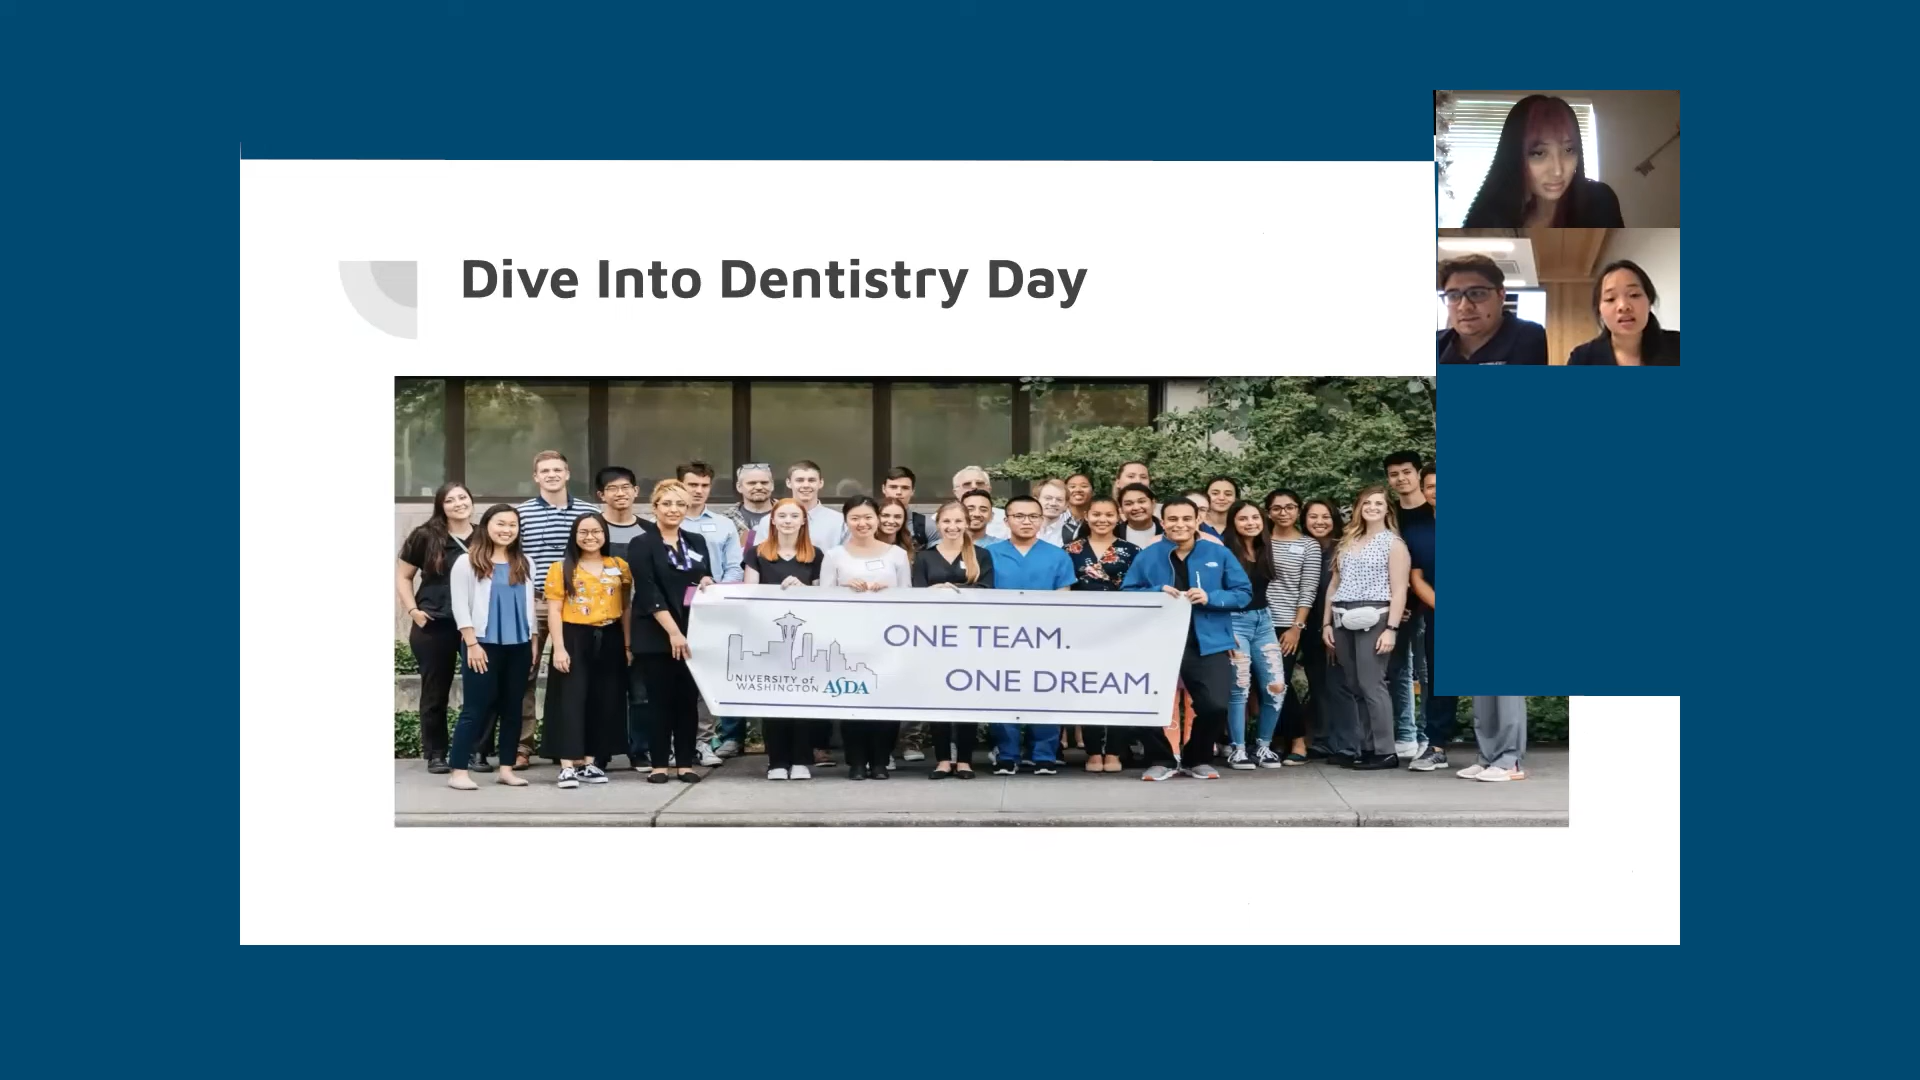 Dive Into Dentistry Day
ONE TEAM.
ONE DREAM.
UNIVERSITY of
WASHINGTON ASDA